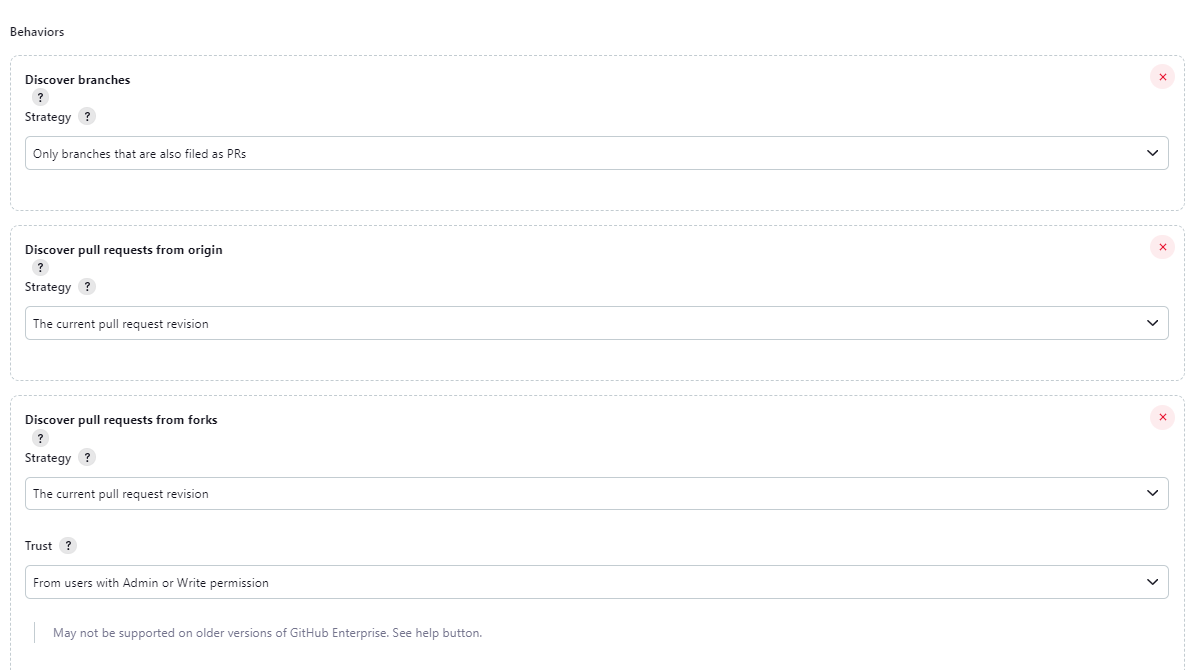 Behaviors
Discover branches
?
Strategy ?
Only branches that are also filed as PRs
Discover pull requests from origin
?
Strategy ?
The current pull request revision
Discover pull requests from forks
?
Strategy ?
The current pull request revision
Trust ?
From users with Admin or Write permission
May not be supported on older versions of GitHub Enterprise. See help button.